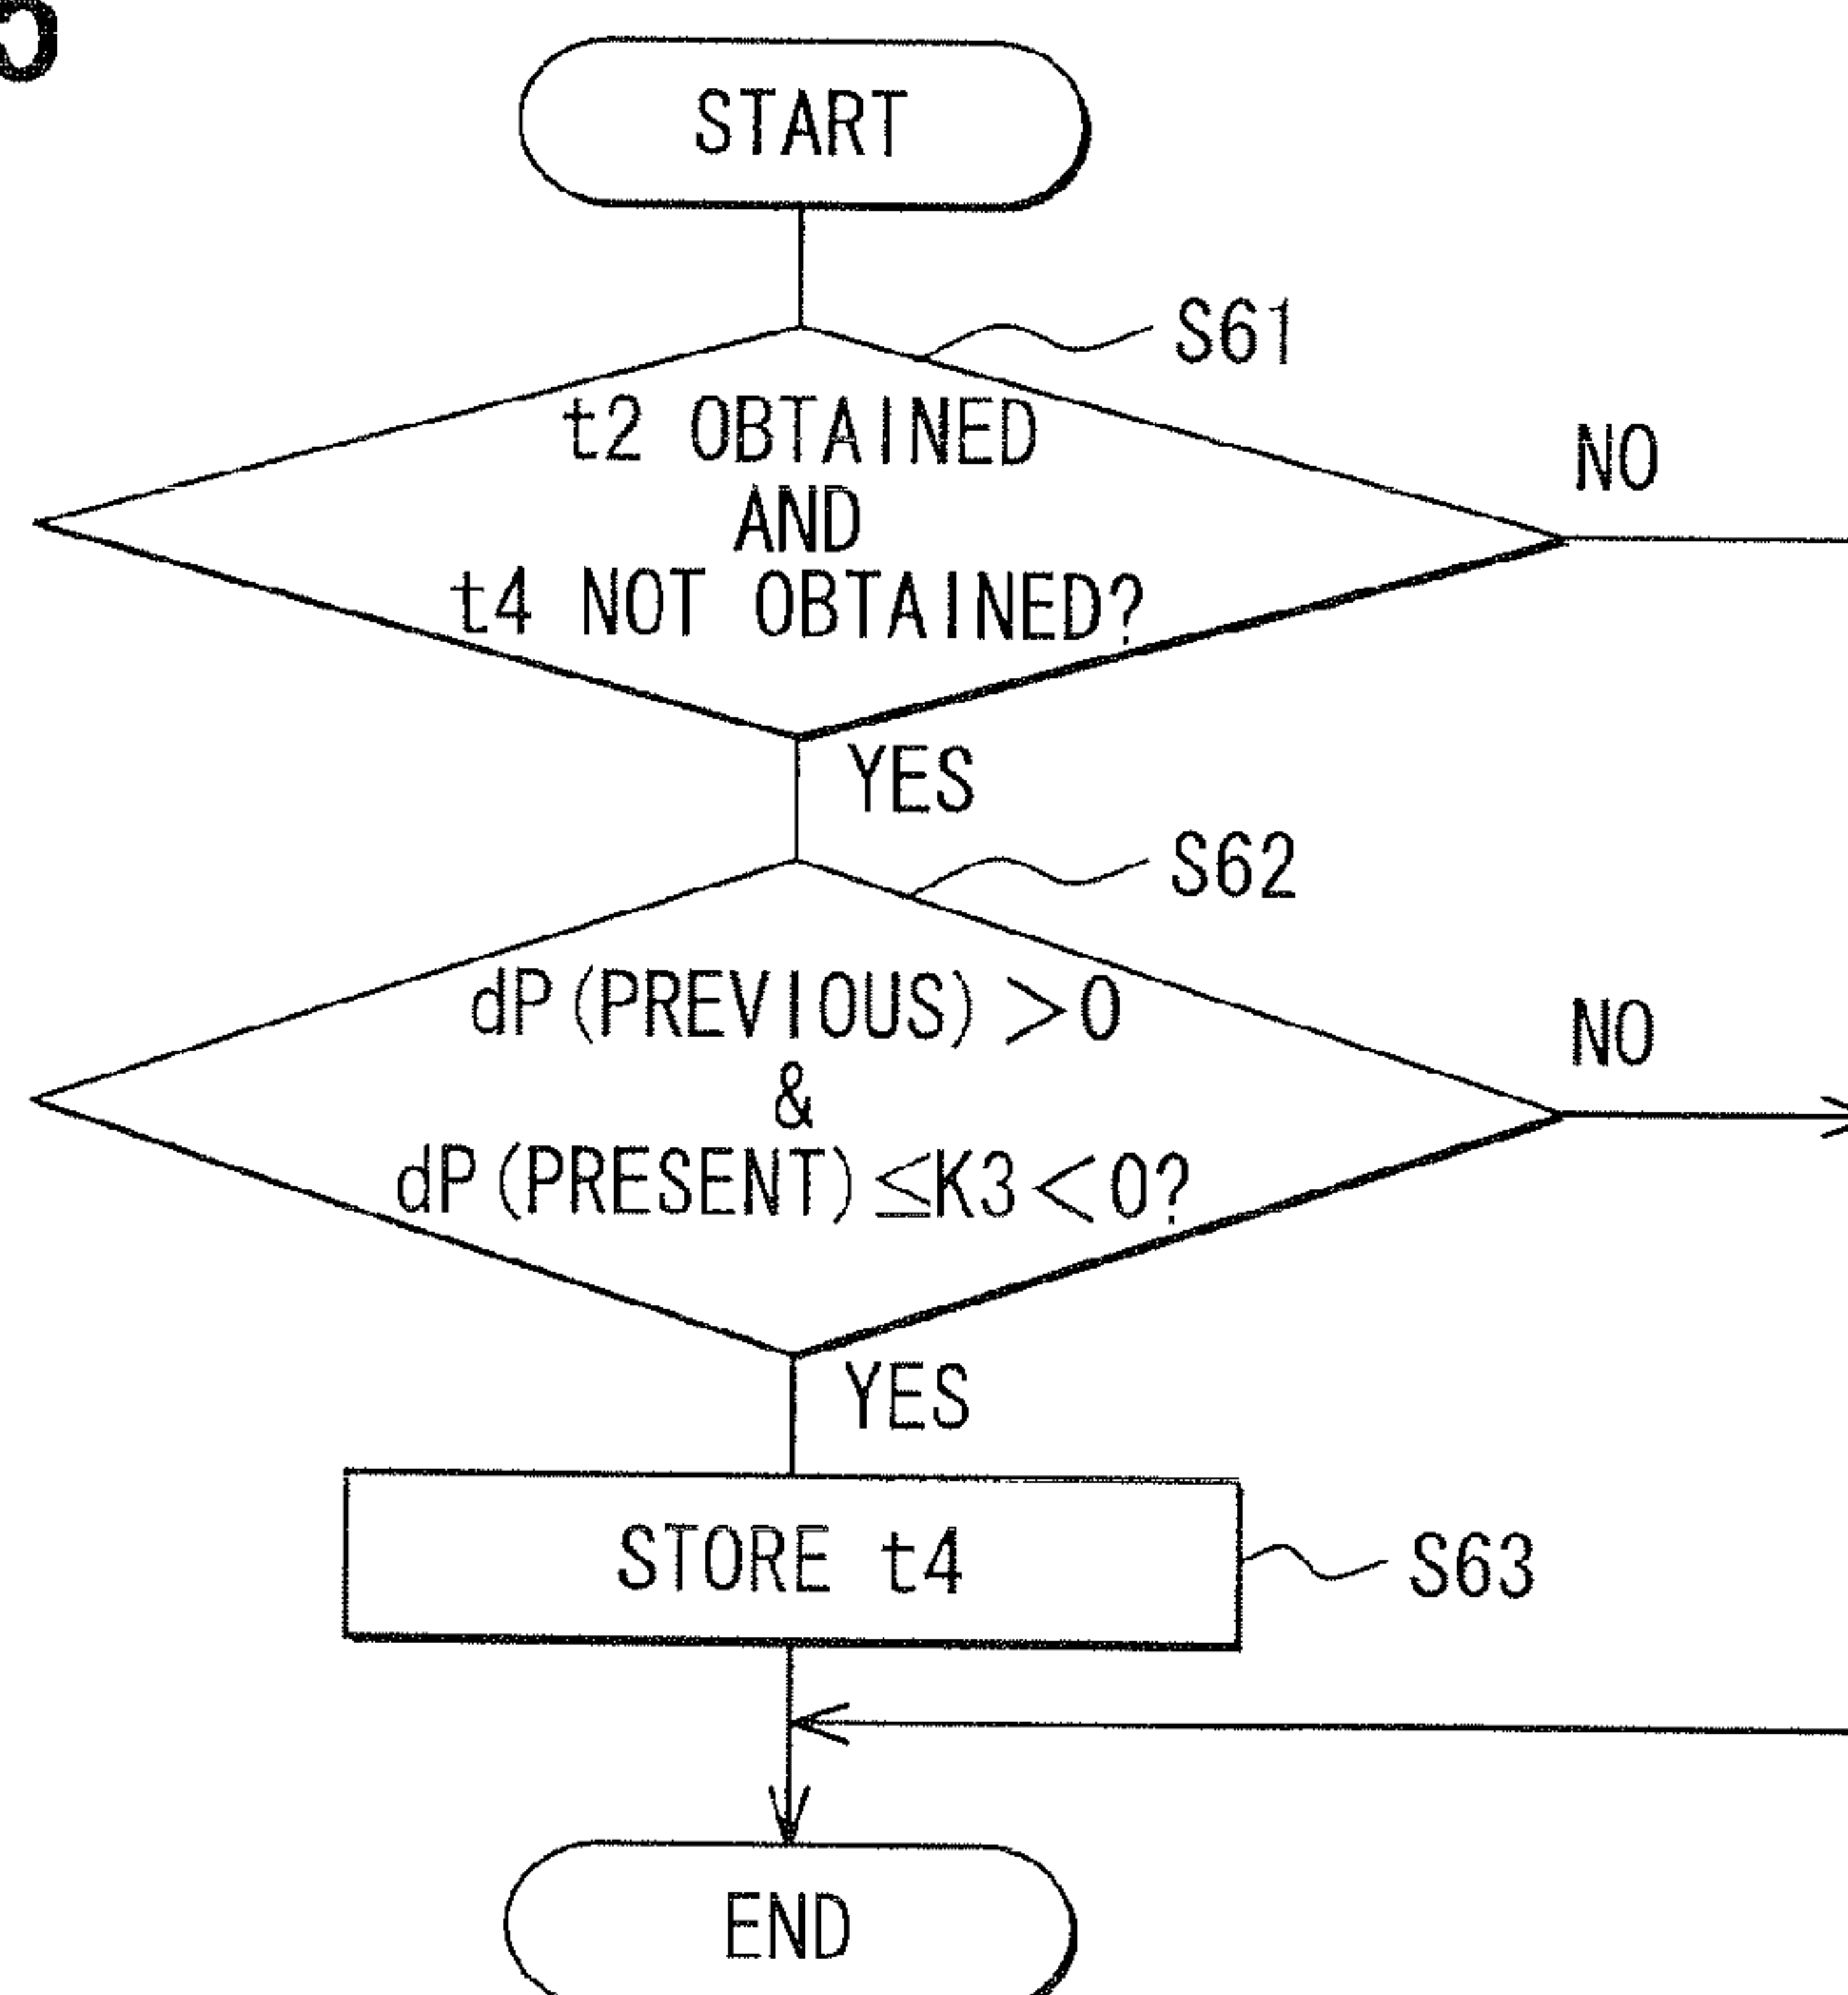 START
S61
t2 OBTAINED
AND
t4 NOT OBTAINED?
NO
YES
S62
dP(PREVIOUS)>0
&
dP(PRESENT)≤K3<0?
NO
YES
STORE t4
S63
END